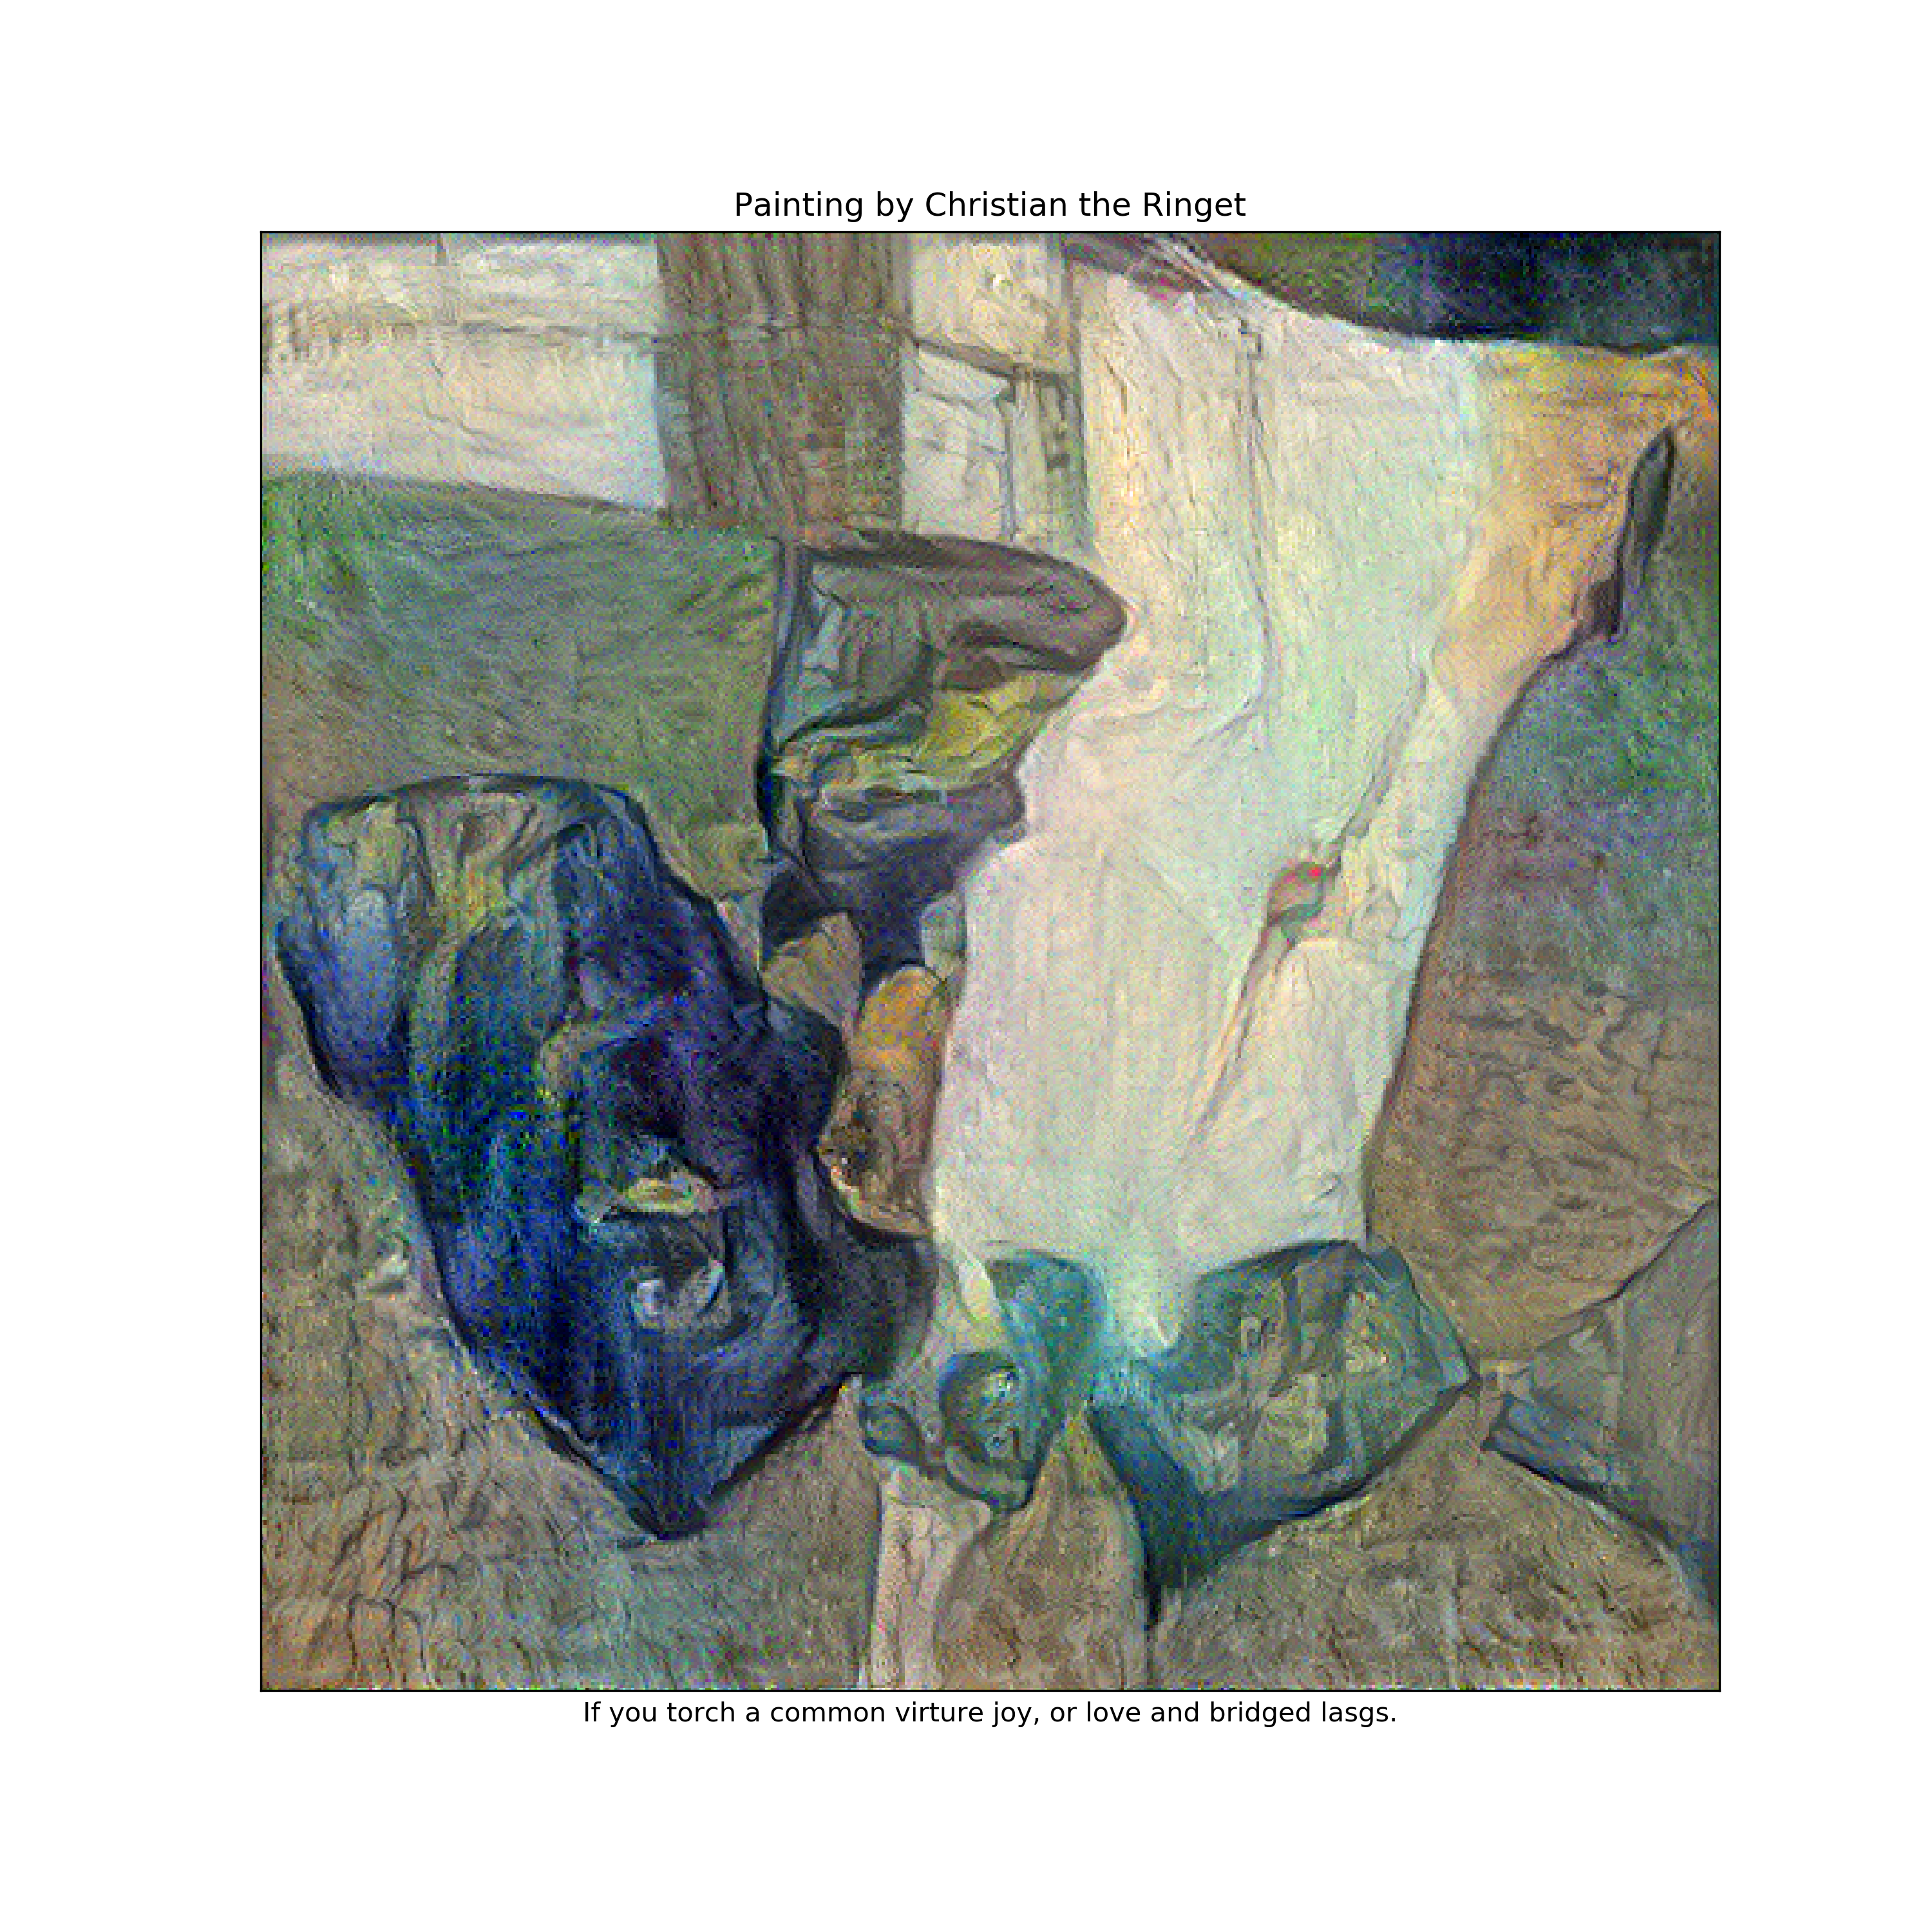 Painting by Christian the Ringet
If you torch a common virture joy, or love and bridged lasgs.